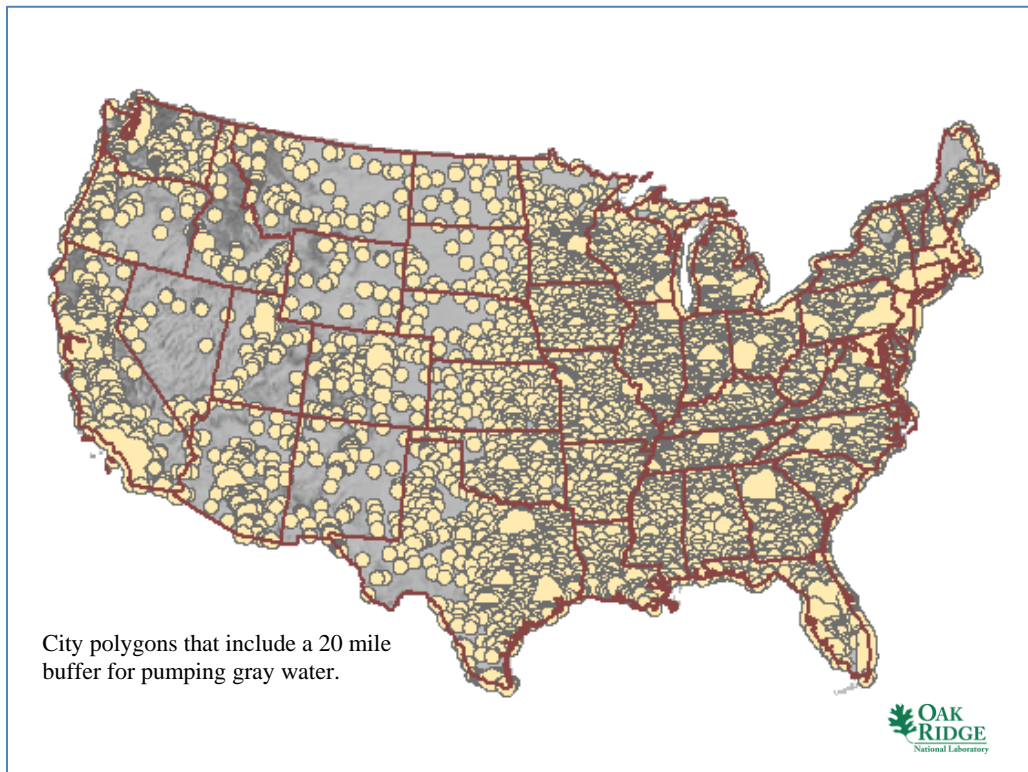 City polygons that include a 20 mile
buffer for pumping gray water.
OAK
RIDGE
National Laboratory